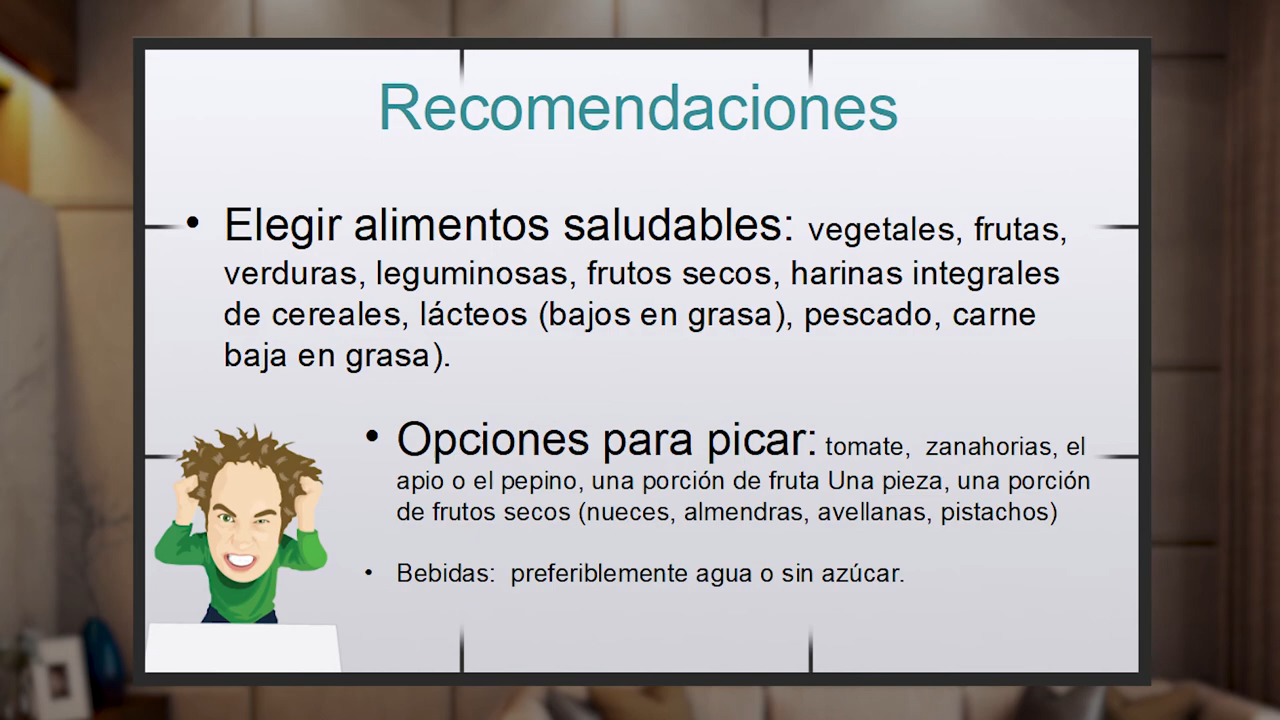 Recomendaciones
• Elegir alimentos saludables: vegetales, frutas,
verduras, leguminosas, frutos secos, harinas integrales
de cereales, lácteos (bajos en grasa), pescado, carne
baja en grasa).
• Opciones para picar: tomate,  zanahorias, el
apio o el pepino, una porción de fruta Una pieza, una porción
de frutos secos (nueces, almendras, avellanas, pistachos)
• Bebidas:  preferiblemente agua o sin azúcar.